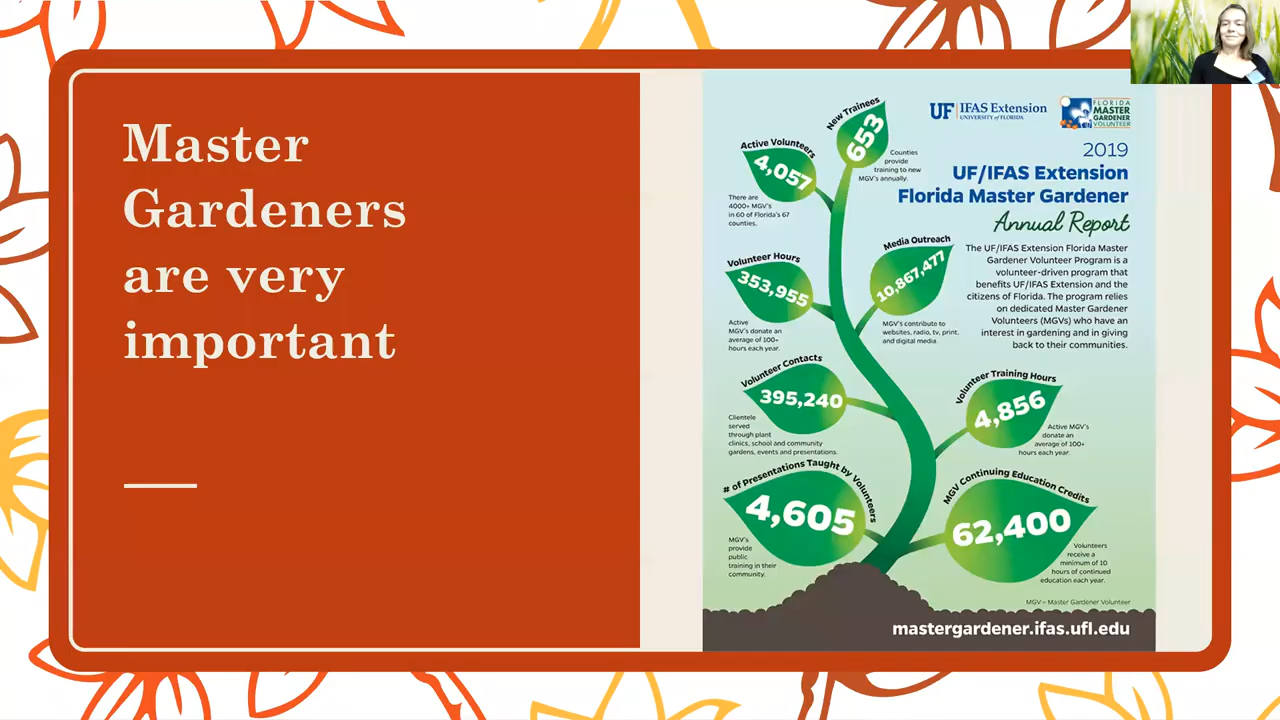 Master
Gardeners
are very
important
UF IFAS Extension
UNIVERSITY of FLORIDA
FLORIDA
MASTER
GARDENER
VOLUNTEER
2019
UF/IFAS Extension
Florida Master Gardener
Annual Report
The UF/IFAS Extension Florida Master
Gardener Volunteer Program is a
volunteer-driven program that
benefits UF/IFAS Extension and the
citizens of Florida. The program relies
on dedicated Master Gardener
Volunteers (MGVs) who have an
interest in gardening and in giving
back to their communities.
New Trainees
653
Counties
provide
training to new
MGV's annually.
Active Volunteers
4,057
There are
4000+ MGV's
in 60 of Florida's 67
counties.
Media Outreach
10,867,477
MGV's contribute to
websites, radio, tv, print,
and digital media.
Volunteer Hours
353,955
Active
MGV's donate an
average of 100+
hours each year.
Volunteer Contacts
395,240
Clientele
served
through plant
clinics, school and community
gardens, events and presentations.
Volunteer Training Hours
4,856
Active MGV's
donate an
average of 100+
hours each year.
# of Presentations Taught by Volunteers
4,605
MGV's
provide
public
training in their
community.
MGV Continuing Education Credits
62,400
Volunteers
receive a
minimum of 10
hours of continued
education each year.
MGV = Master Gardener Volunteer
mastergardener.ifas.ufl.edu